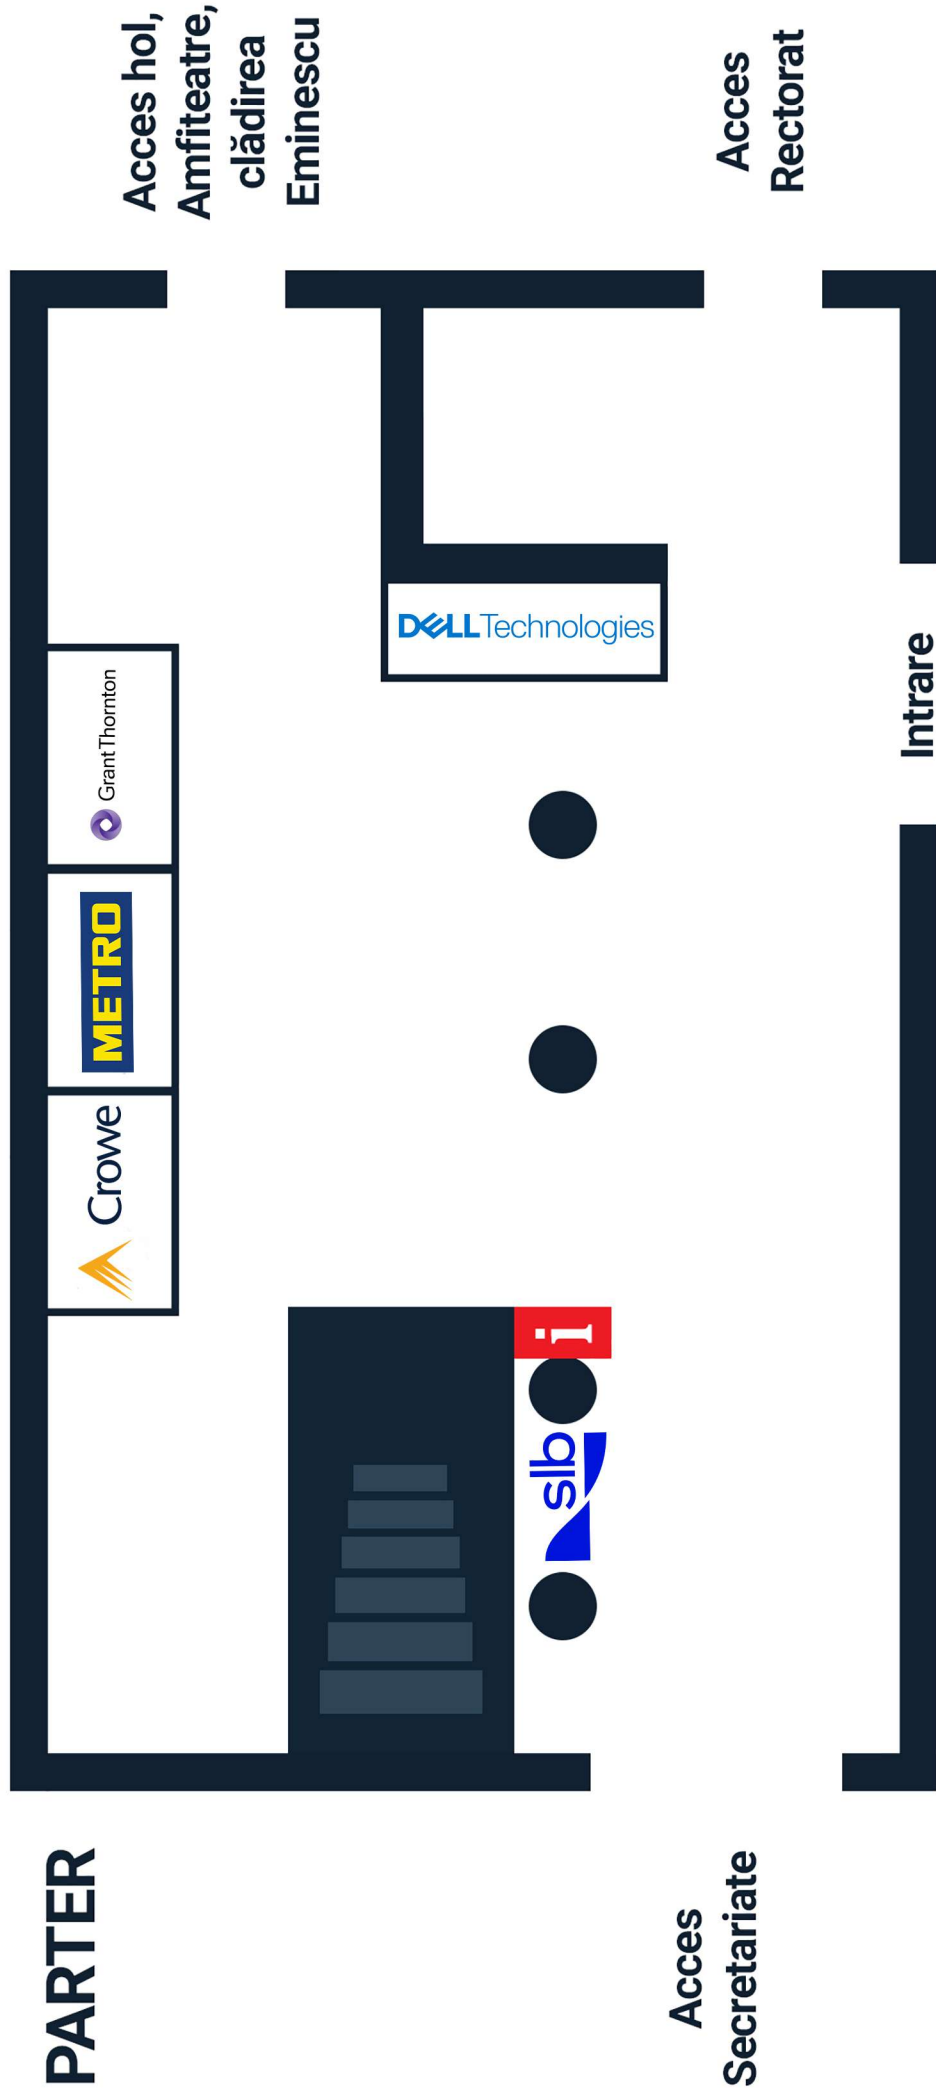 PARTER
Acces hol,
Amfiteatre,
clădirea
Eminescu
Crowe
METRO
Grant Thornton
DELL Technologies
i
slb
Acces
Secretariate
Acces
Rectorat
Intrare